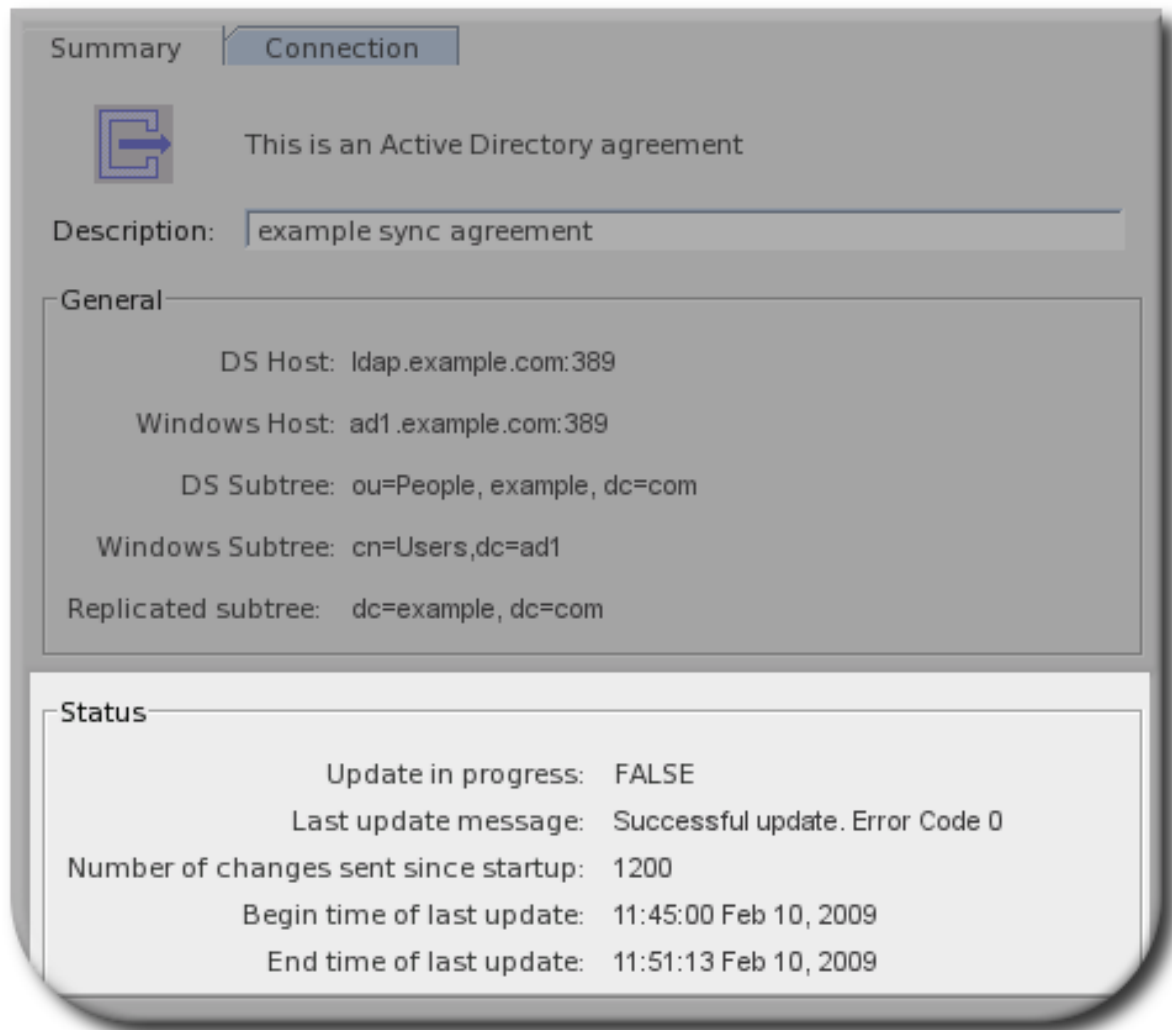 Summary Connection
This is an Active Directory agreement
Description: example sync agreement
General
DS Host: ldap.example.com:389
Windows Host: ad1.example.com:389
DS Subtree: ou=People, example, dc=com
Windows Subtree: cn=Users,dc=ad1
Replicated subtree: dc=example, dc=com
Status
Update in progress: FALSE
Last update message: Successful update. Error Code 0
Number of changes sent since startup: 1200
Begin time of last update: 11:45:00 Feb 10, 2009
End time of last update: 11:51:13 Feb 10, 2009